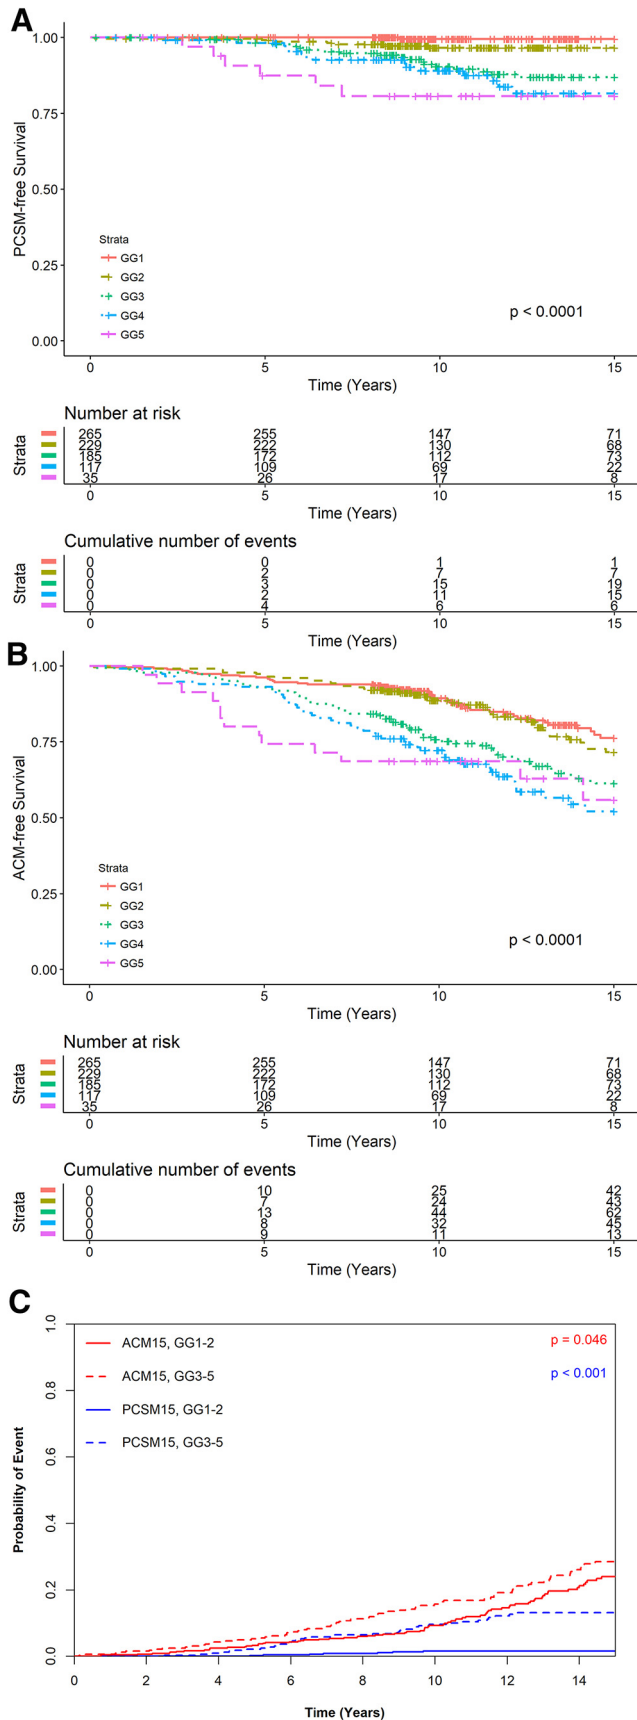 A
1.00
0.75
0.50
0.25
0.00
PCSM-free Survival
Strata
GG1
GG2
GG3
GG4
GG5
p < 0.0001
0 5 10 15
Time (Years)
Number at risk
Strata
265 255 147 71
229 222 130 68
185 172 112 73
117 109 69 22
35 26 17 8
0 5 10 15
Time (Years)
Cumulative number of events
Strata
0 0 1 1
0 2 7 7
0 3 15 19
0 2 11 15
0 4 6 6
0 5 10 15
Time (Years)
B
1.00
0.75
0.50
0.25
0.00
ACM-free Survival
Strata
GG1
GG2
GG3
GG4
GG5
p < 0.0001
0 5 10 15
Time (Years)
Number at risk
Strata
265 255 147 71
229 222 130 68
185 172 112 73
117 109 69 22
35 26 17 8
0 5 10 15
Time (Years)
Cumulative number of events
Strata
0 10 25 42
0 7 24 43
0 13 44 62
0 8 32 45
0 9 11 13
0 5 10 15
Time (Years)
C
1.0
0.8
0.6
0.4
0.2
0.0
Probability of Event
ACM15, GG1-2
ACM15, GG3-5
PCSM15, GG1-2
PCSM15, GG3-5
p = 0.046
p < 0.001
0 2 4 6 8 10 12 14
Time (Years)